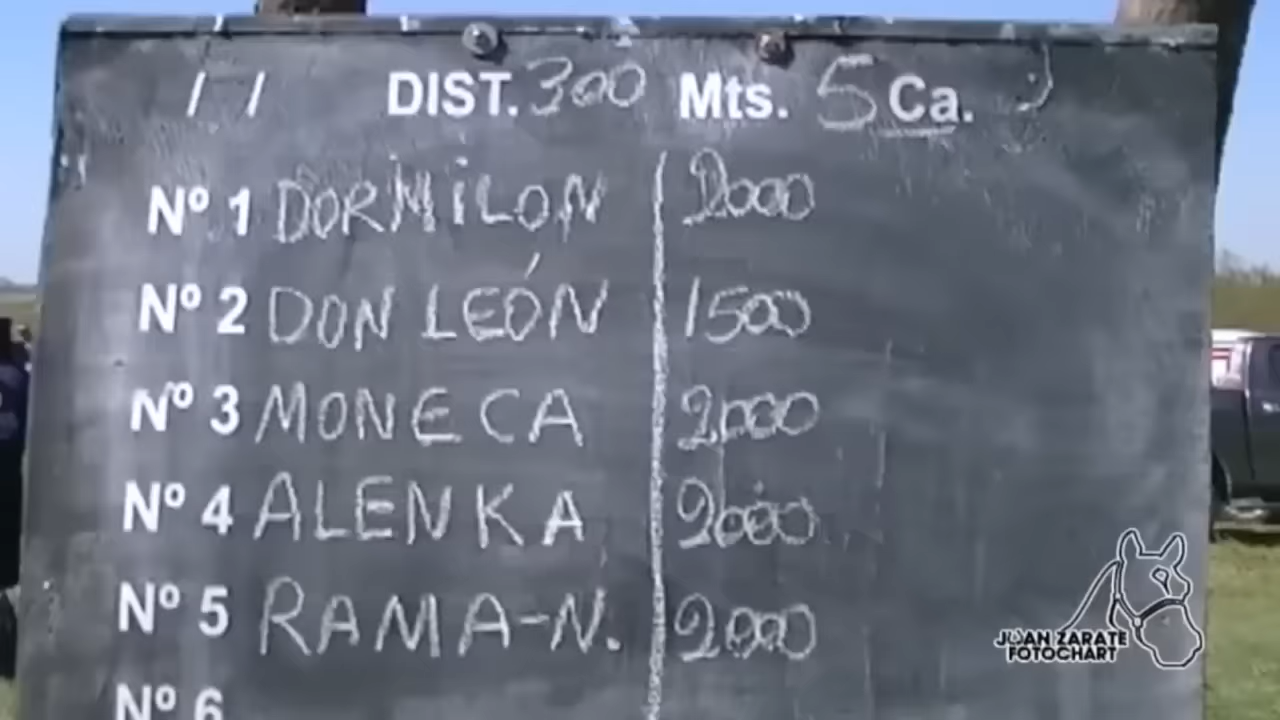 / / DIST. 300 Mts. 5 Ca.
Nº 1 DORMILON 2000
Nº 2 DON LEÓN 1500
Nº 3 MONECA 2000
Nº 4 ALENKA 2000
Nº 5 RAMA-N. 2000
Nº 6
JUAN ZARATE
FOTOCHART